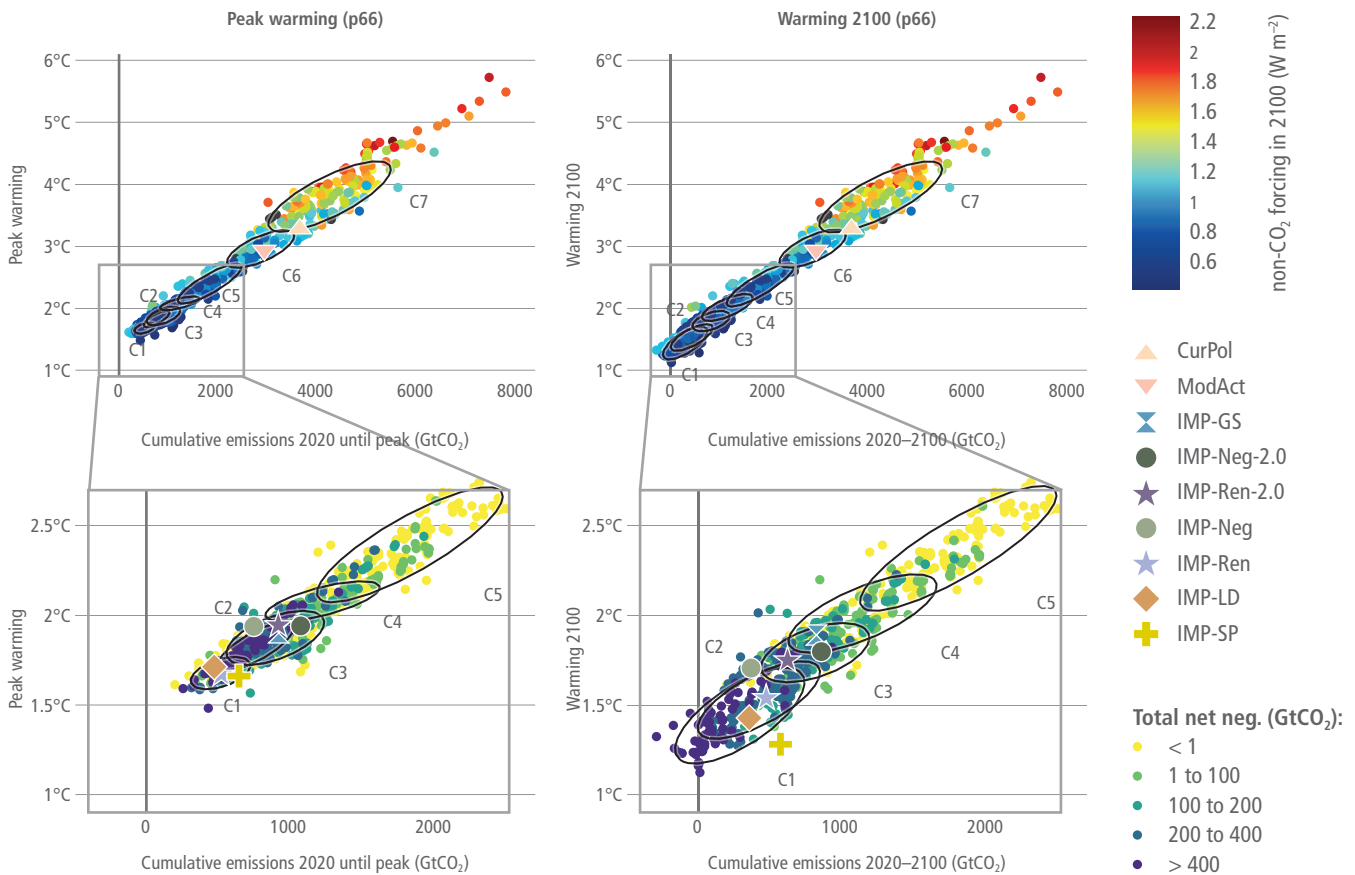 Peak warming (p66)
6°C
5°C
4°C
3°C
2°C
1°C
Peak warming
C7
C6
C5
C2
C4
C3
C1
0
2000
4000
6000
8000
Cumulative emissions 2020 until peak (GtCO₂)
Warming 2100 (p66)
6°C
5°C
4°C
3°C
2°C
1°C
Warming 2100
C7
C6
C5
C2
C4
C3
C1
0
2000
4000
6000
8000
Cumulative emissions 2020–2100 (GtCO₂)
2.5°C
2°C
1.5°C
1°C
Peak warming
C5
C2
C4
C3
C1
0
1000
2000
Cumulative emissions 2020 until peak (GtCO₂)
2.5°C
2°C
1.5°C
1°C
Warming 2100
C5
C2
C4
C3
C1
0
1000
2000
Cumulative emissions 2020–2100 (GtCO₂)
2.2
2
1.8
1.6
1.4
1.2
1
0.8
0.6
non-CO₂ forcing in 2100 (W m⁻²)
CurPol
ModAct
IMP-GS
IMP-Neg-2.0
IMP-Ren-2.0
IMP-Neg
IMP-Ren
IMP-LD
IMP-SP
Total net neg. (GtCO₂):
< 1
1 to 100
100 to 200
200 to 400
> 400